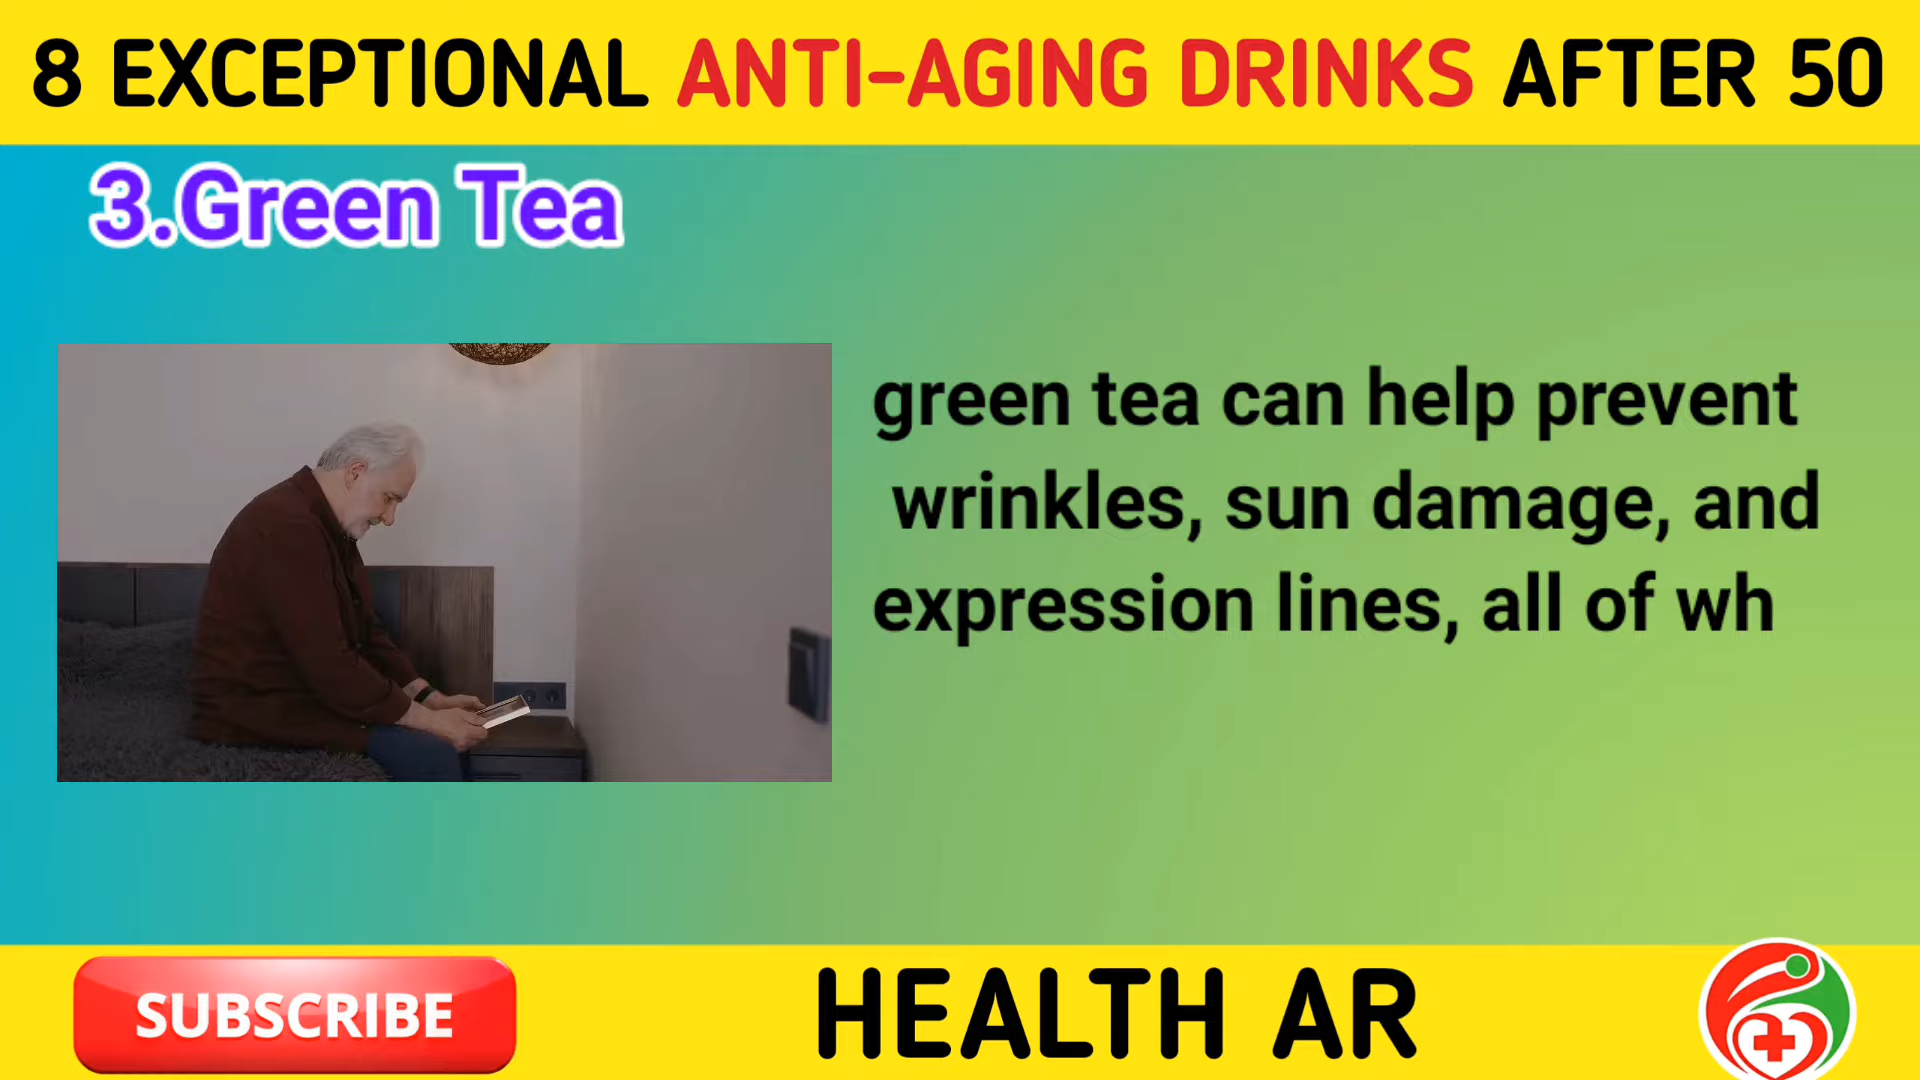 8 EXCEPTIONAL ANTI-AGING DRINKS AFTER 50
3.Green Tea
green tea can help prevent
wrinkles, sun damage, and
expression lines, all of wh
SUBSCRIBE
HEALTH AR